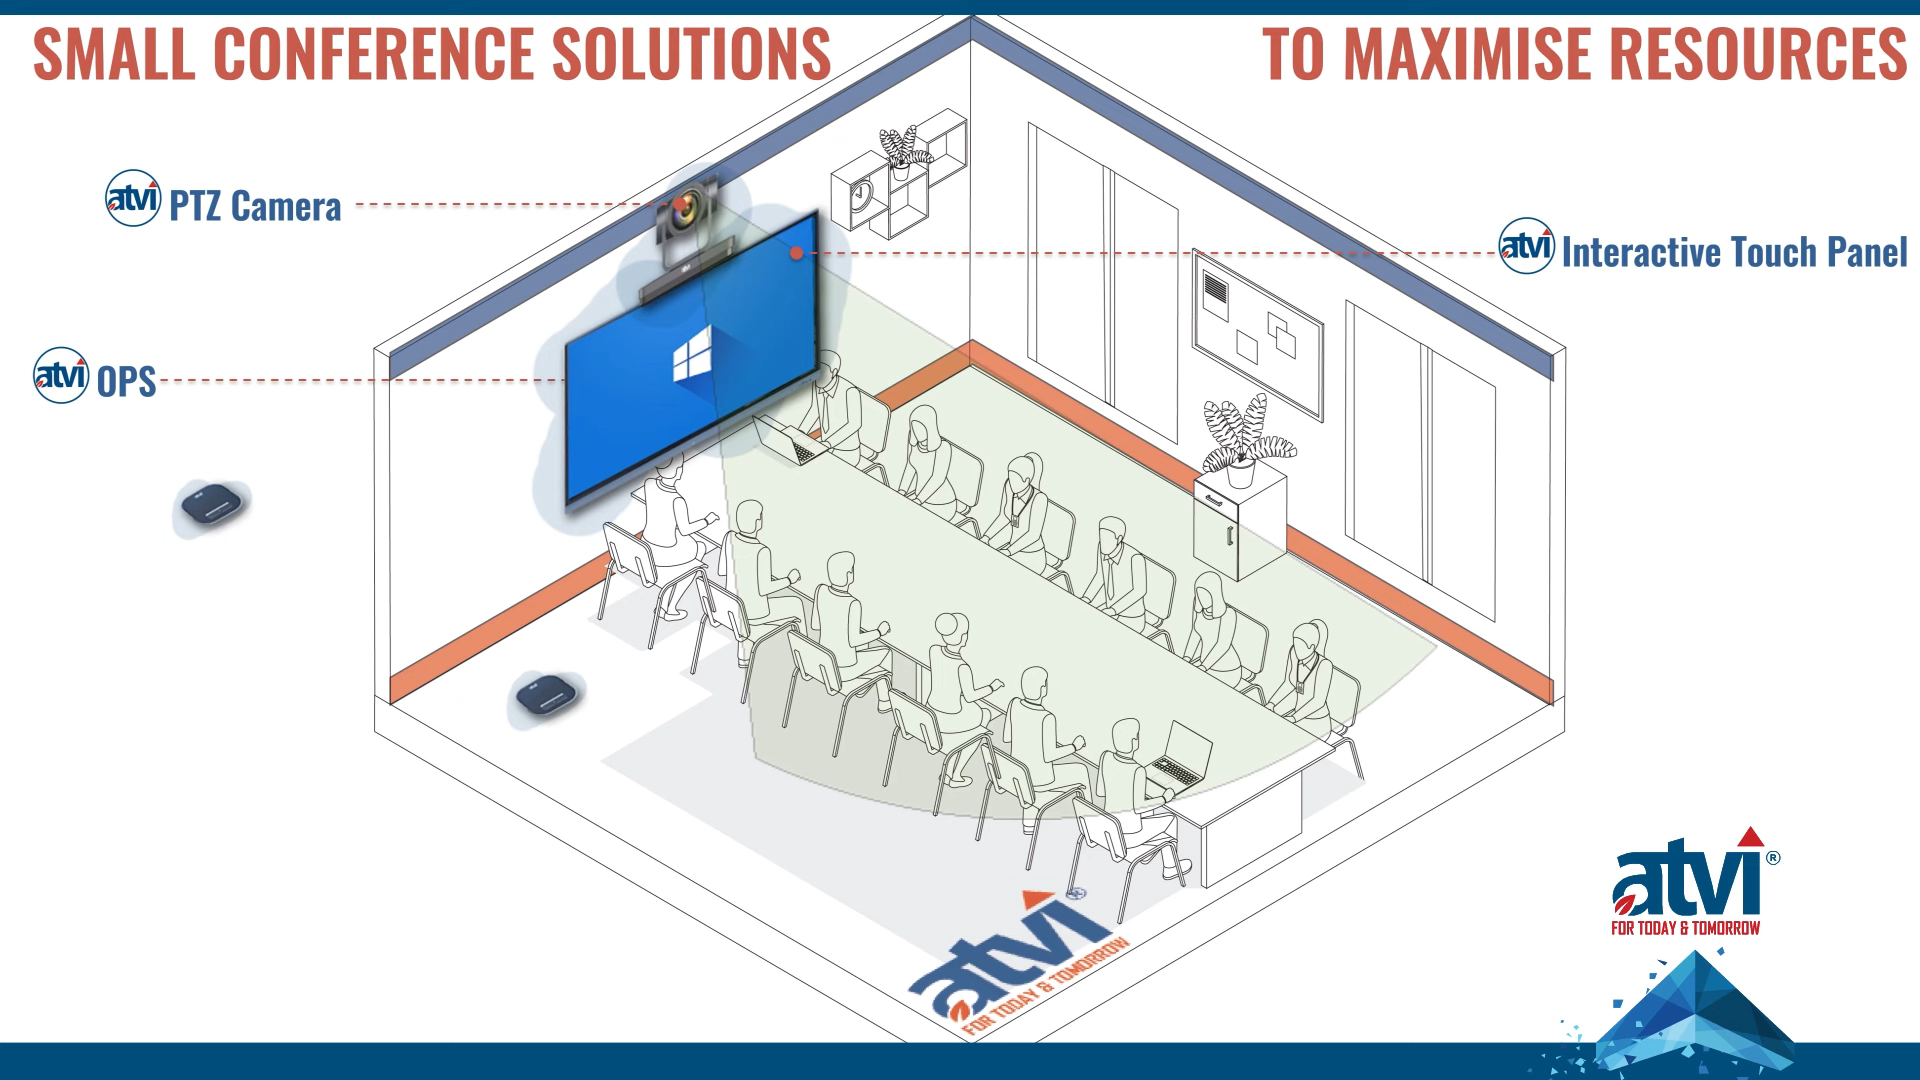 SMALL CONFERENCE SOLUTIONS
TO MAXIMISE RESOURCES
atvi PTZ Camera
atvi Interactive Touch Panel
atvi OPS
atvi®
FOR TODAY & TOMORROW
atvi®
FOR TODAY & TOMORROW